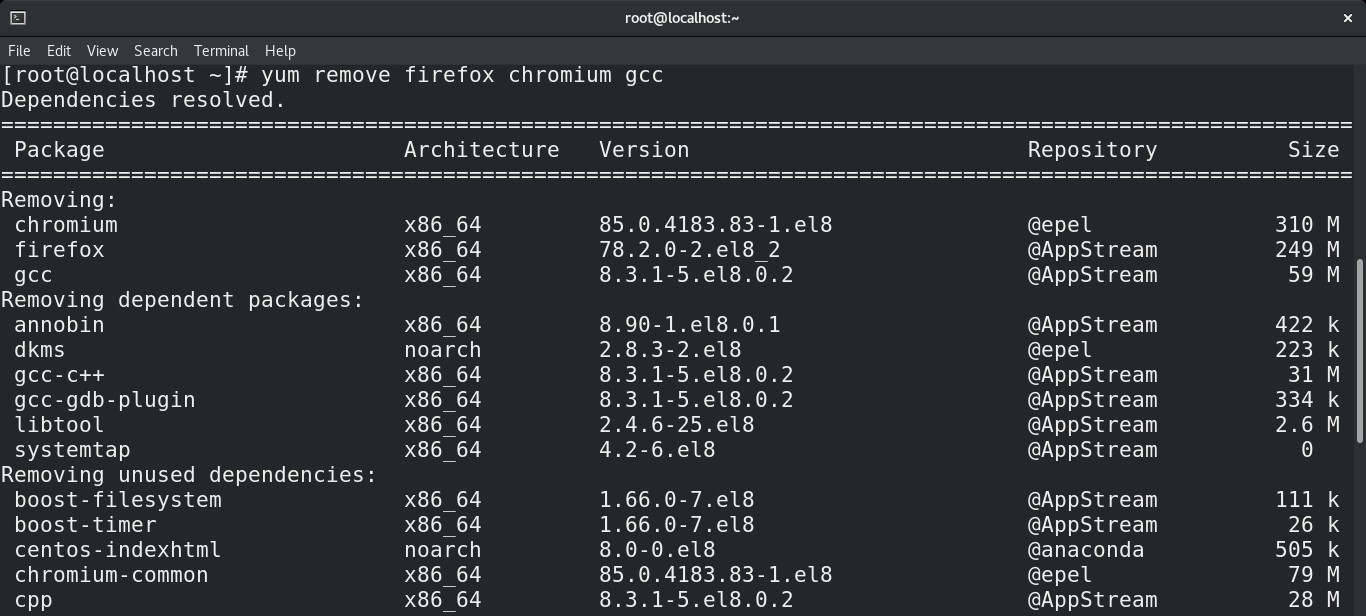 root@localhost:~
File Edit View Search Terminal Help
[root@localhost ~]# yum remove firefox chromium gcc
Dependencies resolved.
========================================================================================================
Package Architecture Version Repository Size
========================================================================================================
Removing:
chromium x86_64 85.0.4183.83-1.el8 @epel 310 M
firefox x86_64 78.2.0-2.el8_2 @AppStream 249 M
gcc x86_64 8.3.1-5.el8.0.2 @AppStream 59 M
Removing dependent packages:
annobin x86_64 8.90-1.el8.0.1 @AppStream 422 k
dkms noarch 2.8.3-2.el8 @epel 223 k
gcc-c++ x86_64 8.3.1-5.el8.0.2 @AppStream 31 M
gcc-gdb-plugin x86_64 8.3.1-5.el8.0.2 @AppStream 334 k
libtool x86_64 2.4.6-25.el8 @AppStream 2.6 M
systemtap x86_64 4.2-6.el8 @AppStream 0
Removing unused dependencies:
boost-filesystem x86_64 1.66.0-7.el8 @AppStream 111 k
boost-timer x86_64 1.66.0-7.el8 @AppStream 26 k
centos-indexhtml noarch 8.0-0.el8 @anaconda 505 k
chromium-common x86_64 85.0.4183.83-1.el8 @epel 79 M
cpp x86_64 8.3.1-5.el8.0.2 @AppStream 28 M